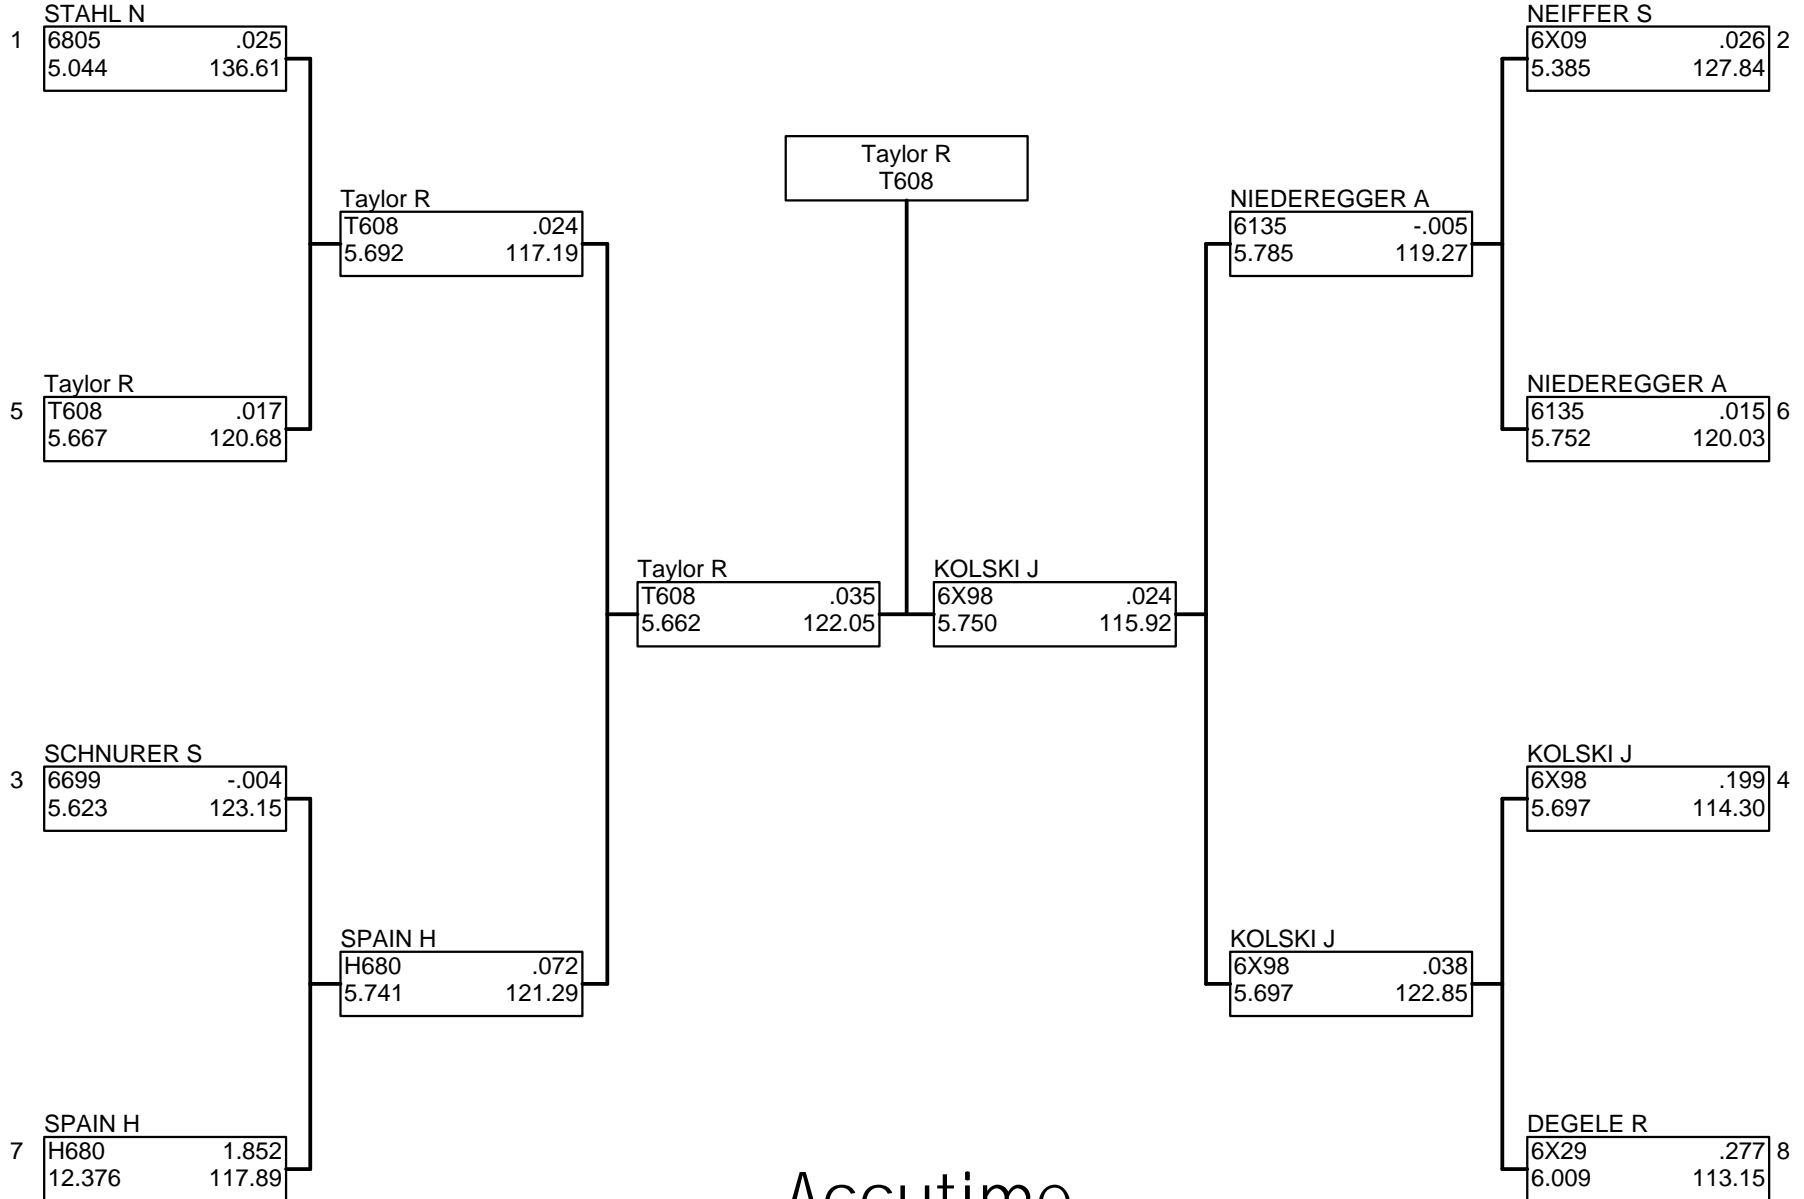 STAHL N
1 6805 .025
5.044 136.61
Taylor R
5 T608 .017
5.667 120.68
SCHNURER S
3 6699 -.004
5.623 123.15
SPAIN H
7 H680 1.852
12.376 117.89
Taylor R
T608 .024
5.692 117.19
SPAIN H
H680 .072
5.741 121.29
Taylor R
T608 .035
5.662 122.05
Taylor R
T608
KOLSKI J
6X98 .024
5.750 115.92
NIEDEREGGER A
6135 -.005
5.785 119.27
KOLSKI J
6X98 .038
5.697 122.85
NEIFFER S
6X09 .026 2
5.385 127.84
NIEDEREGGER A
6135 .015 6
5.752 120.03
KOLSKI J
6X98 .199 4
5.697 114.30
DEGELE R
6X29 .277 8
6.009 113.15
Accutime